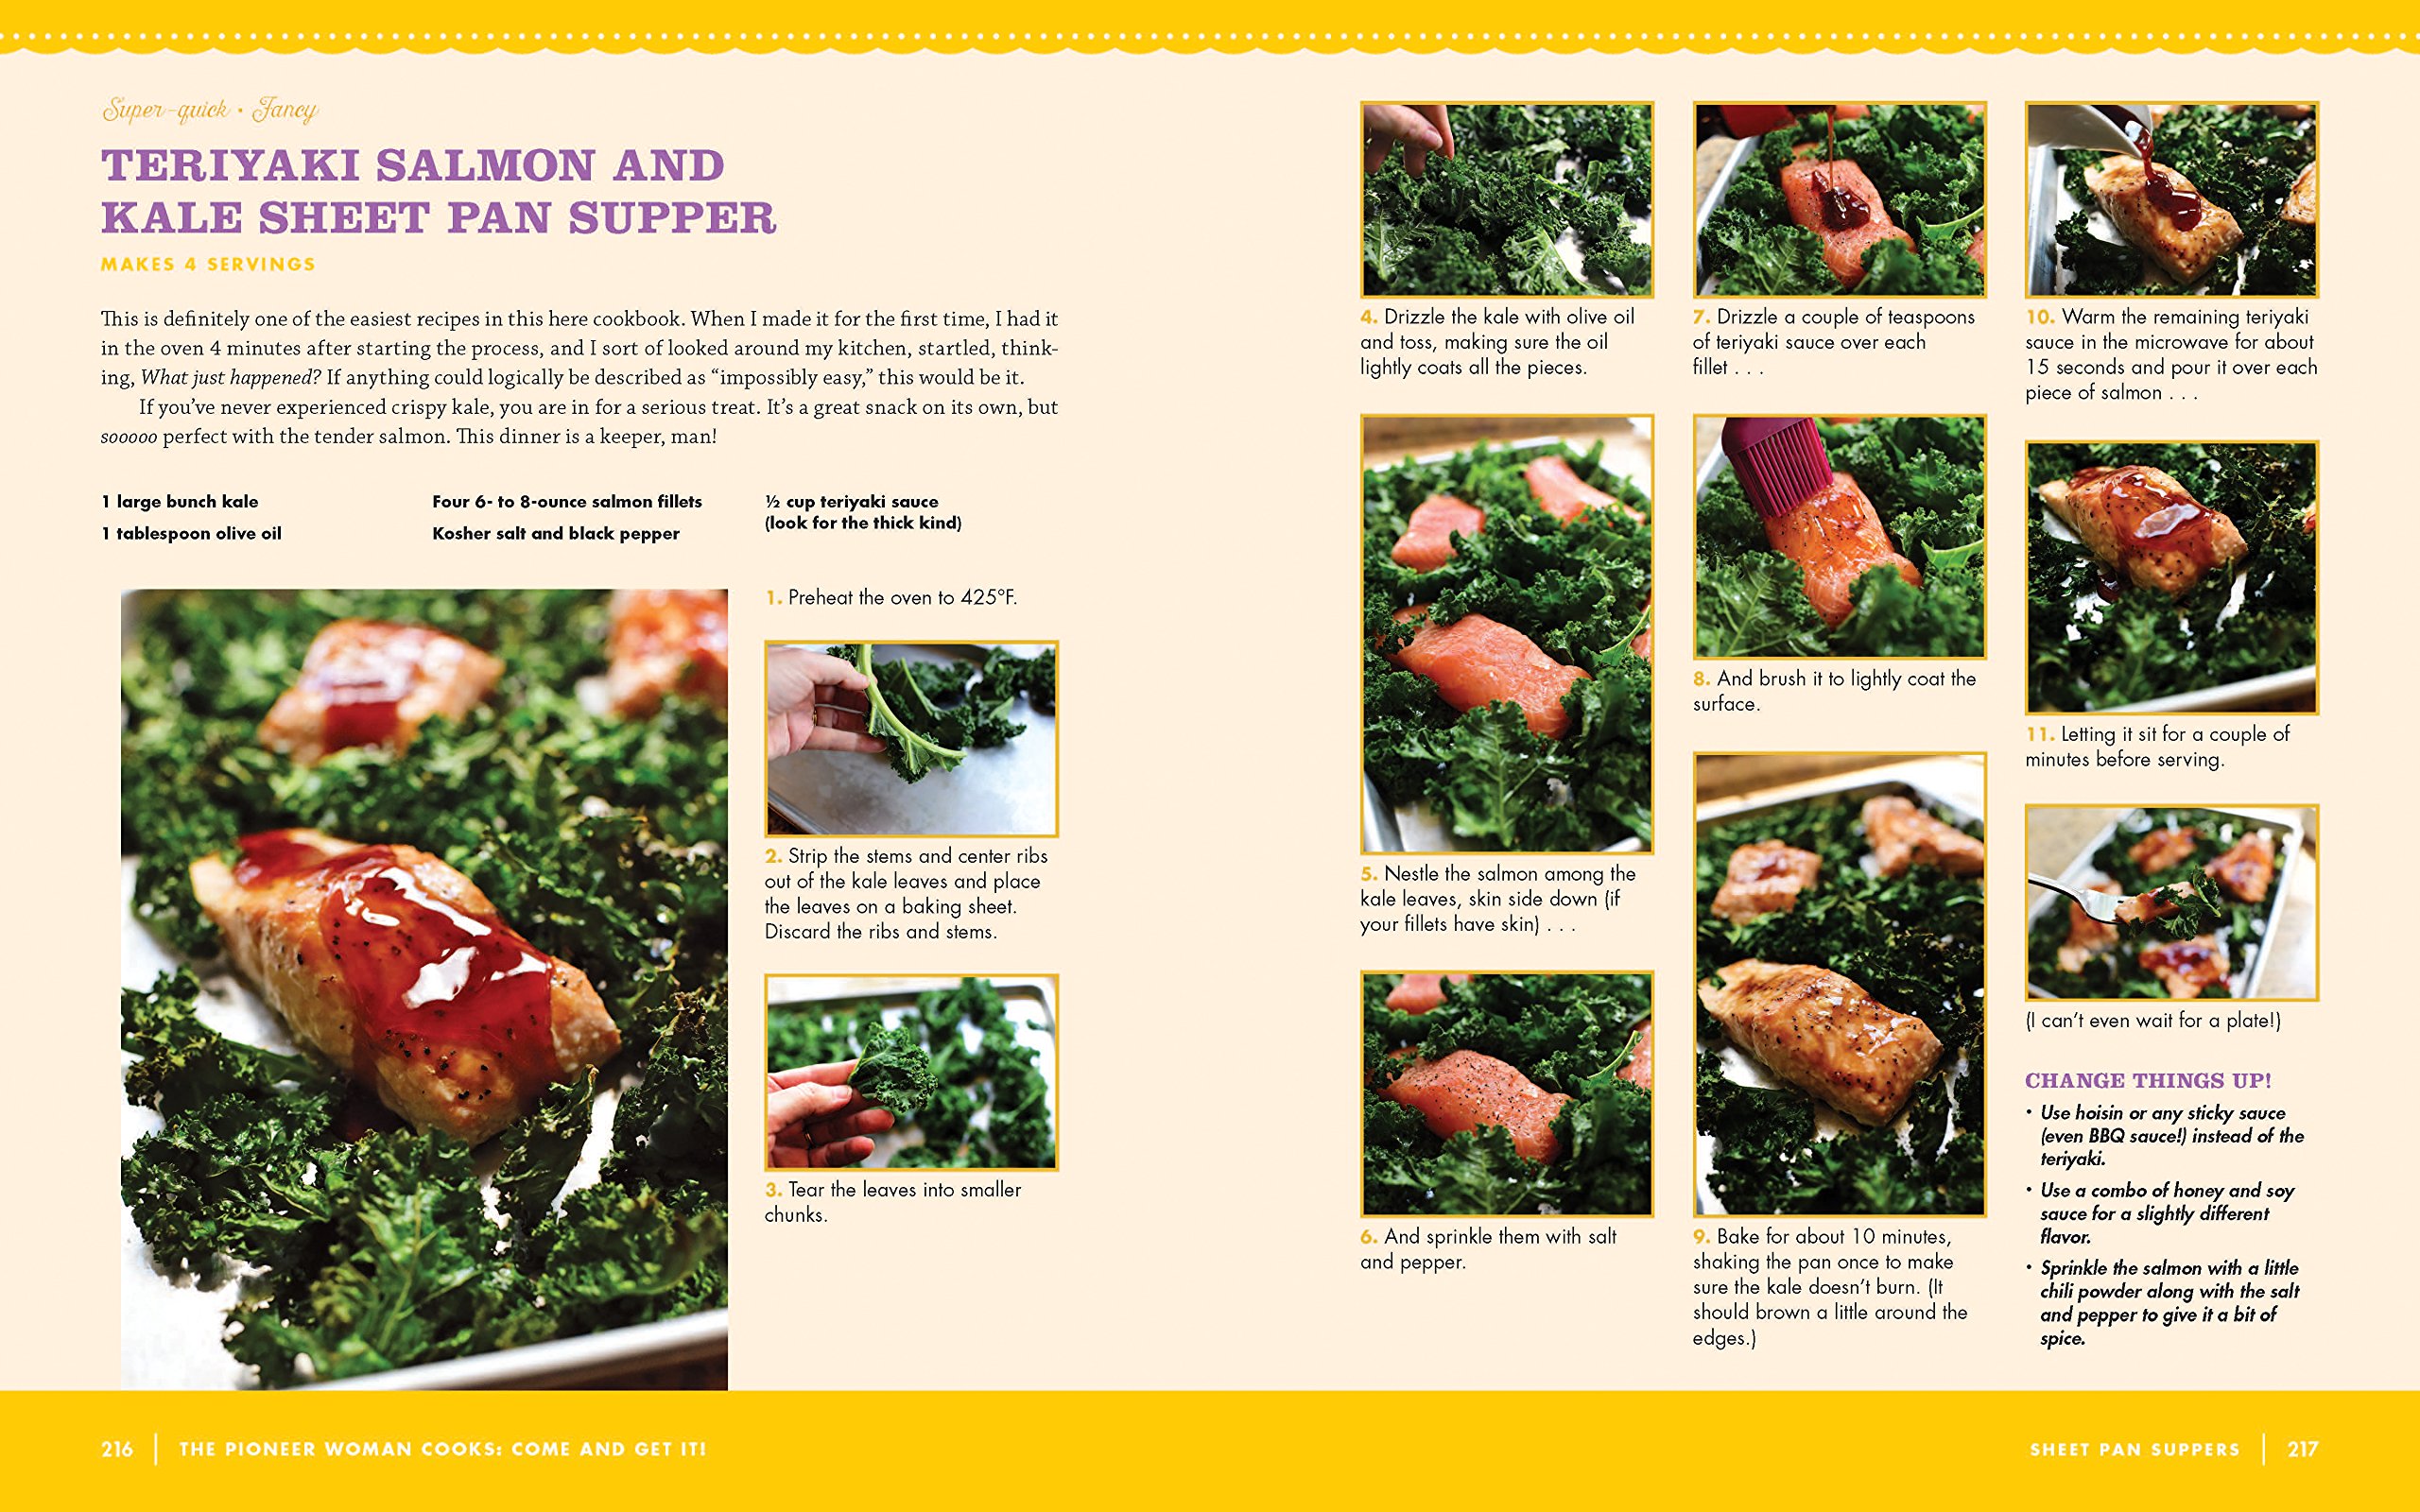 Super-quick • Fancy
TERIYAKI SALMON AND
KALE SHEET PAN SUPPER
MAKES 4 SERVINGS
This is definitely one of the easiest recipes in this here cookbook. When I made it for the first time, I had it
in the oven 4 minutes after starting the process, and I sort of looked around my kitchen, startled, think-
ing, What just happened? If anything could logically be described as “impossibly easy,” this would be it.
If you’ve never experienced crispy kale, you are in for a serious treat. It’s a great snack on its own, but
sooooo perfect with the tender salmon. This dinner is a keeper, man!
1 large bunch kale
1 tablespoon olive oil
Four 6- to 8-ounce salmon fillets
Kosher salt and black pepper
½ cup teriyaki sauce
(look for the thick kind)
1. Preheat the oven to 425°F.
2. Strip the stems and center ribs
out of the kale leaves and place
the leaves on a baking sheet.
Discard the ribs and stems.
3. Tear the leaves into smaller
chunks.
4. Drizzle the kale with olive oil
and toss, making sure the oil
lightly coats all the pieces.
5. Nestle the salmon among the
kale leaves, skin side down (if
your fillets have skin) . . .
6. And sprinkle them with salt
and pepper.
7. Drizzle a couple of teaspoons
of teriyaki sauce over each
fillet . . .
8. And brush it to lightly coat the
surface.
9. Bake for about 10 minutes,
shaking the pan once to make
sure the kale doesn’t burn. (It
should brown a little around the
edges.)
10. Warm the remaining teriyaki
sauce in the microwave for about
15 seconds and pour it over each
piece of salmon . . .
11. Letting it sit for a couple of
minutes before serving.
(I can’t even wait for a plate!)
CHANGE THINGS UP!
• Use hoisin or any sticky sauce
(even BBQ sauce!) instead of the
teriyaki.
• Use a combo of honey and soy
sauce for a slightly different
flavor.
• Sprinkle the salmon with a little
chili powder along with the salt
and pepper to give it a bit of
spice.
216 | THE PIONEER WOMAN COOKS: COME AND GET IT!
SHEET PAN SUPPERS | 217